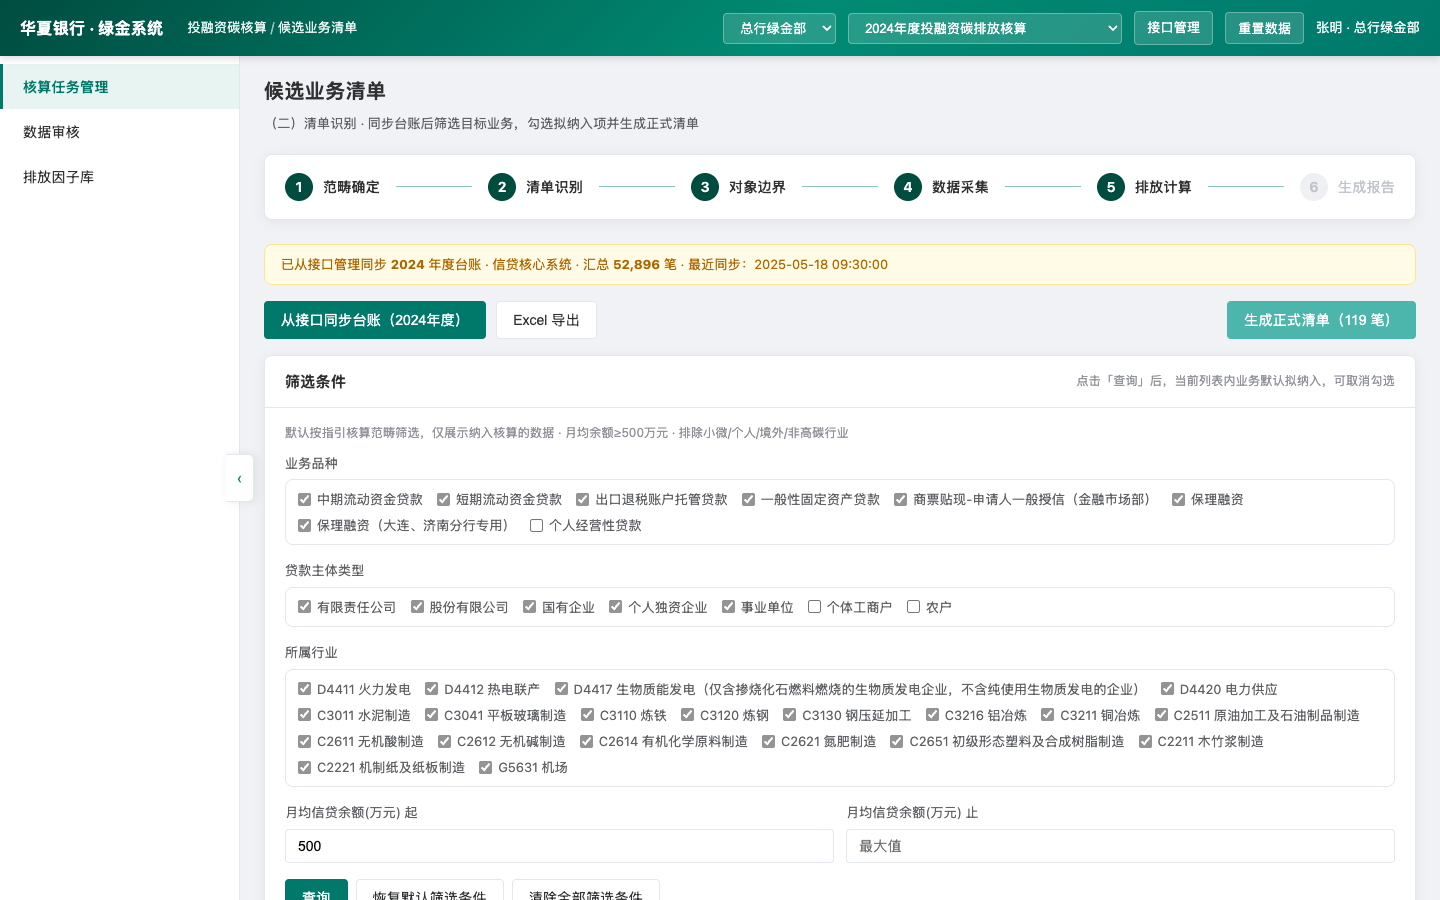 华夏银行 · 绿金系统 投融资碳核算 / 候选业务清单 总行绿金部 2024年度投融资碳排放核算 接口管理 重置数据 张明 · 总行绿金部
核算任务管理
数据审核
排放因子库
‹
候选业务清单
（二）清单识别 · 同步台账后筛选目标业务，勾选拟纳入项并生成正式清单
1 范畴确定 2 清单识别 3 对象边界 4 数据采集 5 排放计算 6 生成报告
已从接口管理同步 2024 年度台账 · 信贷核心系统 · 汇总 52,896 笔 · 最近同步：2025-05-18 09:30:00
从接口同步台账（2024年度） Excel 导出 生成正式清单（119 笔）
筛选条件 点击「查询」后，当前列表内业务默认拟纳入，可取消勾选
默认按指引核算范畴筛选，仅展示纳入核算的数据 · 月均余额≥500万元 · 排除小微/个人/境外/非高碳行业
业务品种
中期流动资金贷款 短期流动资金贷款 出口退税账户托管贷款 一般性固定资产贷款 商票贴现-申请人一般授信（金融市场部） 保理融资
保理融资（大连、济南分行专用） 个人经营性贷款
贷款主体类型
有限责任公司 股份有限公司 国有企业 个人独资企业 事业单位 个体工商户 农户
所属行业
D4411 火力发电 D4412 热电联产 D4417 生物质能发电（仅含掺烧化石燃料燃烧的生物质发电企业，不含纯使用生物质发电的企业） D4420 电力供应
C3011 水泥制造 C3041 平板玻璃制造 C3110 炼铁 C3120 炼钢 C3130 钢压延加工 C3216 铝冶炼 C3211 铜冶炼 C2511 原油加工及石油制品制造
C2611 无机酸制造 C2612 无机碱制造 C2614 有机化学原料制造 C2621 氮肥制造 C2651 初级形态塑料及合成树脂制造 C2211 木竹浆制造
C2221 机制纸及纸板制造 G5631 机场
月均信贷余额(万元) 起 月均信贷余额(万元) 止
500 最大值
查询 恢复默认筛选条件 清除全部筛选条件